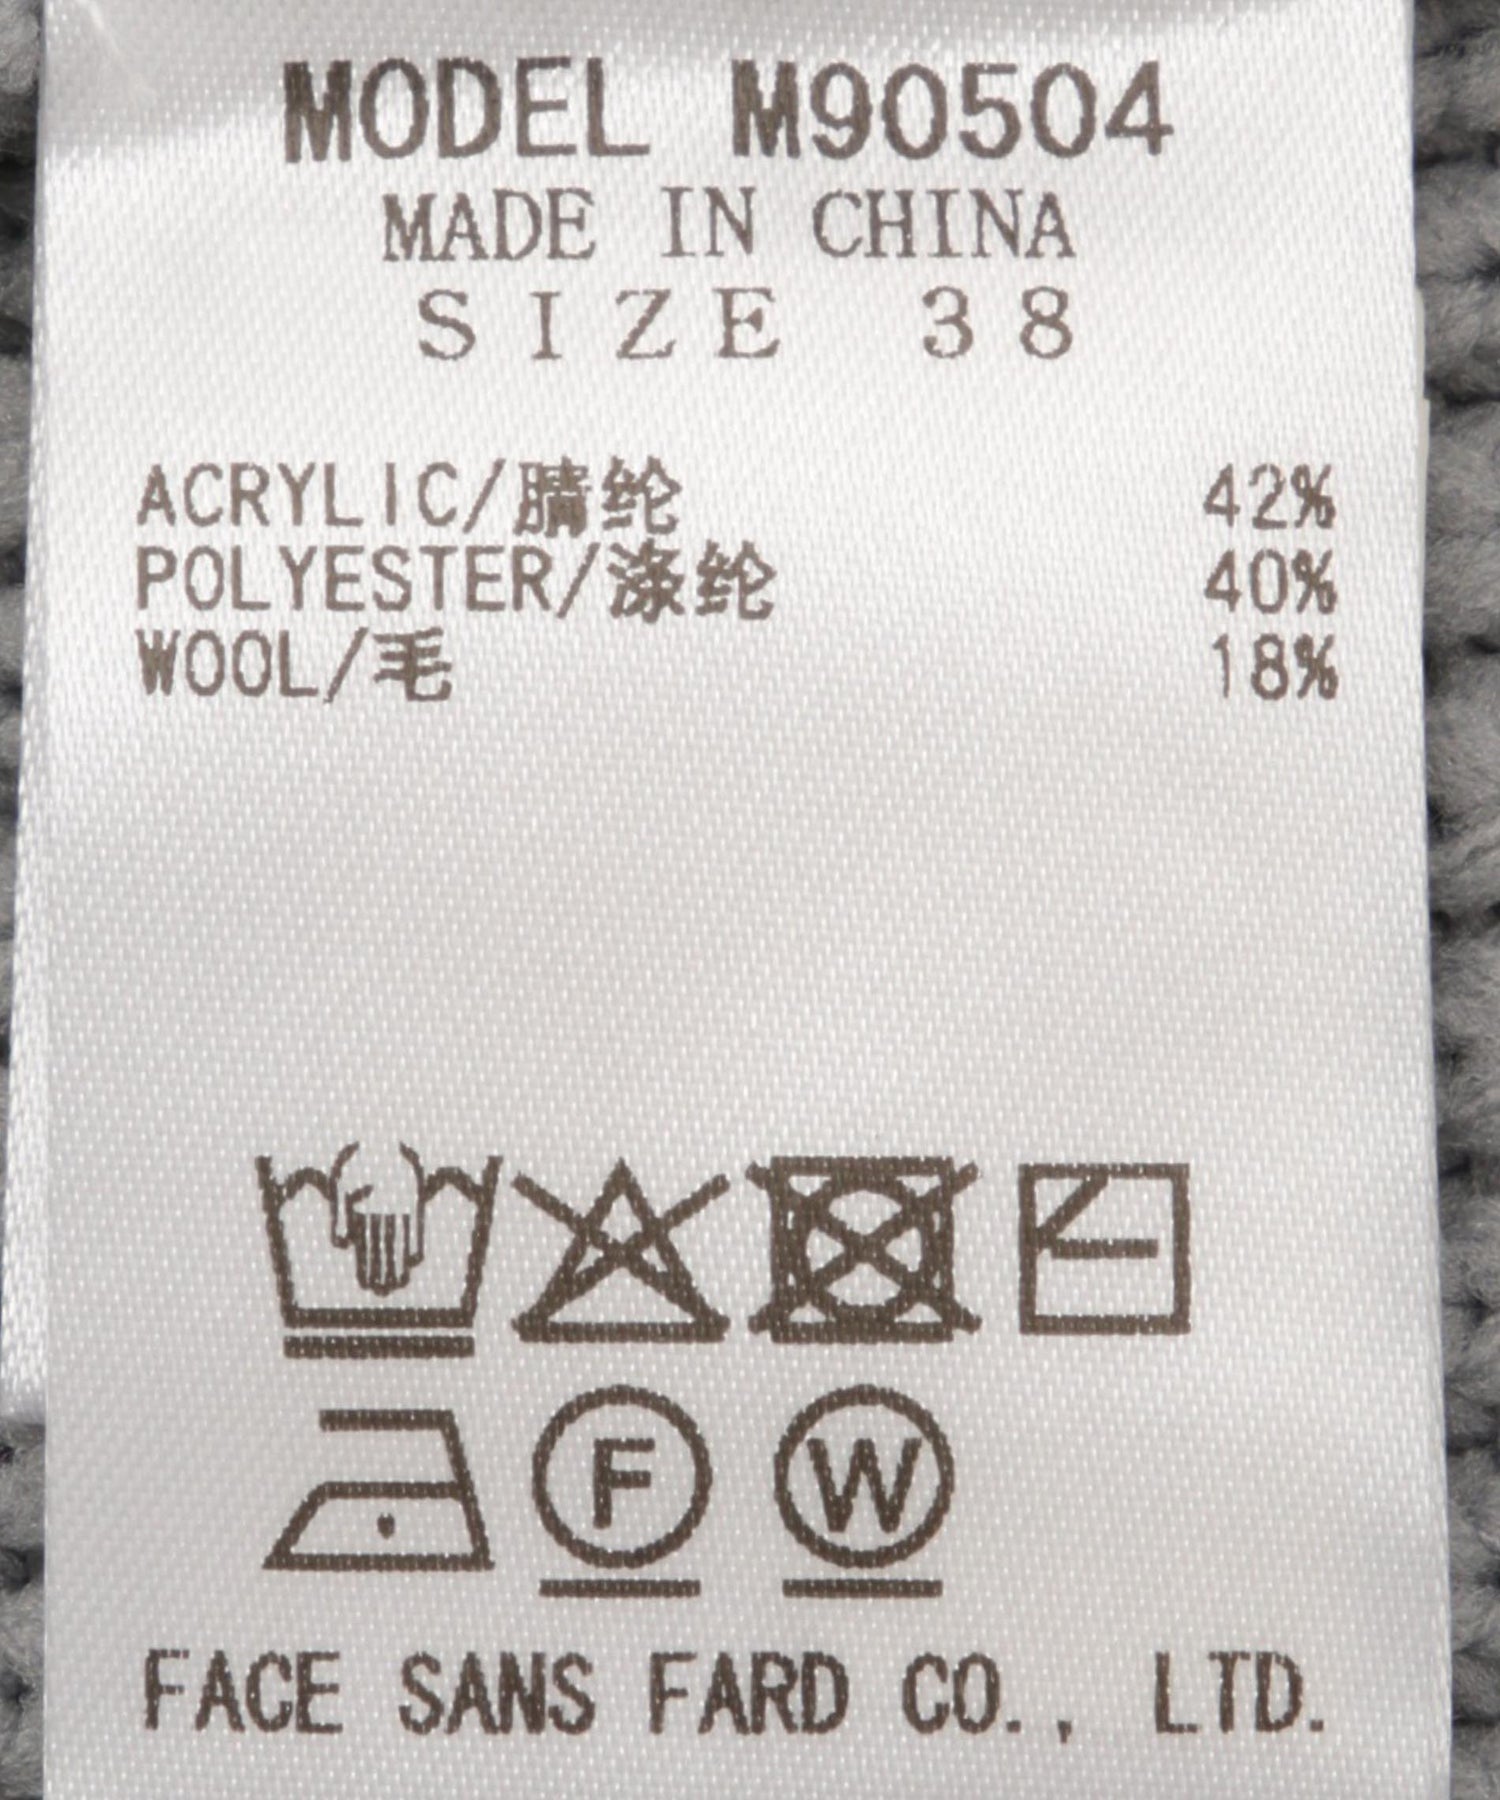 MODEL M90504
MADE IN CHINA
SIZE 38
ACRYLIC/腈纶 42%
POLYESTER/涤纶 40%
WOOL/毛 18%
F W
FACE SANS FARD CO., LTD.